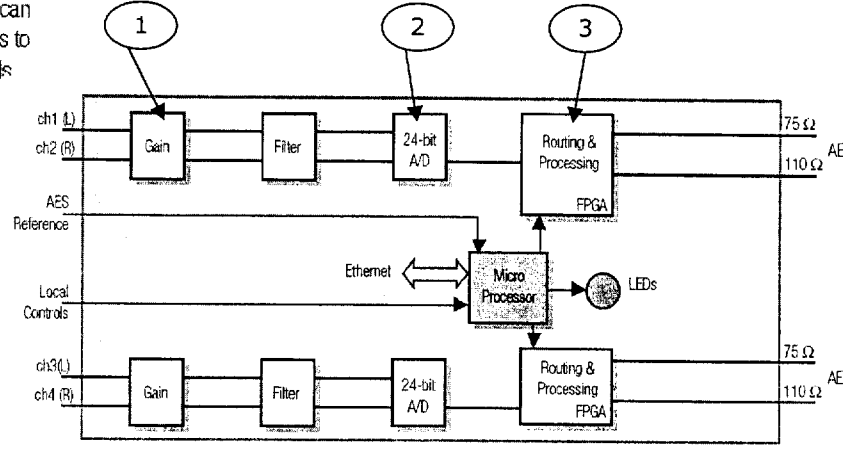 can
s to
1
2
3
ch1 (L)
ch2 (R)
Gain
Filter
24-bit
A/D
Routing &
Processing
FPGA
75 Ω
110 Ω
AE
AES
Reference
Ethernet
Micro
Processor
LEDs
Local
Controls
ch3(L)
ch4 (R)
Gain
Filter
24-bit
A/D
Routing &
Processing
FPGA
75 Ω
110 Ω
AE